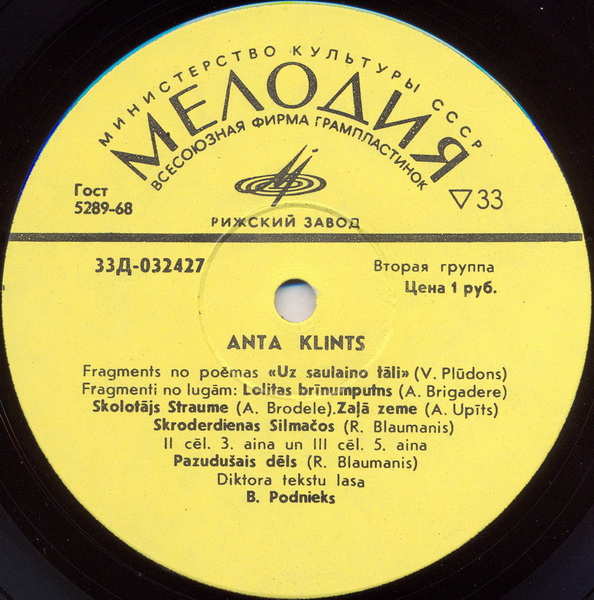 МИНИСТЕРСТВО КУЛЬТУРЫ СССР
МЕЛОДИЯ
ВСЕСОЮЗНАЯ ФИРМА ГРАМПЛАСТИНОК
Гост
5289-68
▽33
РИЖСКИЙ ЗАВОД
33Д-032427
Вторая группа
Цена 1 руб.
ANTA KLINTS
Fragments no poēmas «Uz saulaino tāli» (V. Plūdons)
Fragmenti no lugām: Lolitas brīnumputns (A. Brigadere)
Skolotājs Straume (A. Brodele). Zaļā zeme (A. Upīts)
Skroderdienas Silmačos (R. Blaumanis)
II cēl. 3. aina un III cēl. 5. aina
Pazudušais dēls (R. Blaumanis)
Diktora tekstu lasa
B. Podnieks